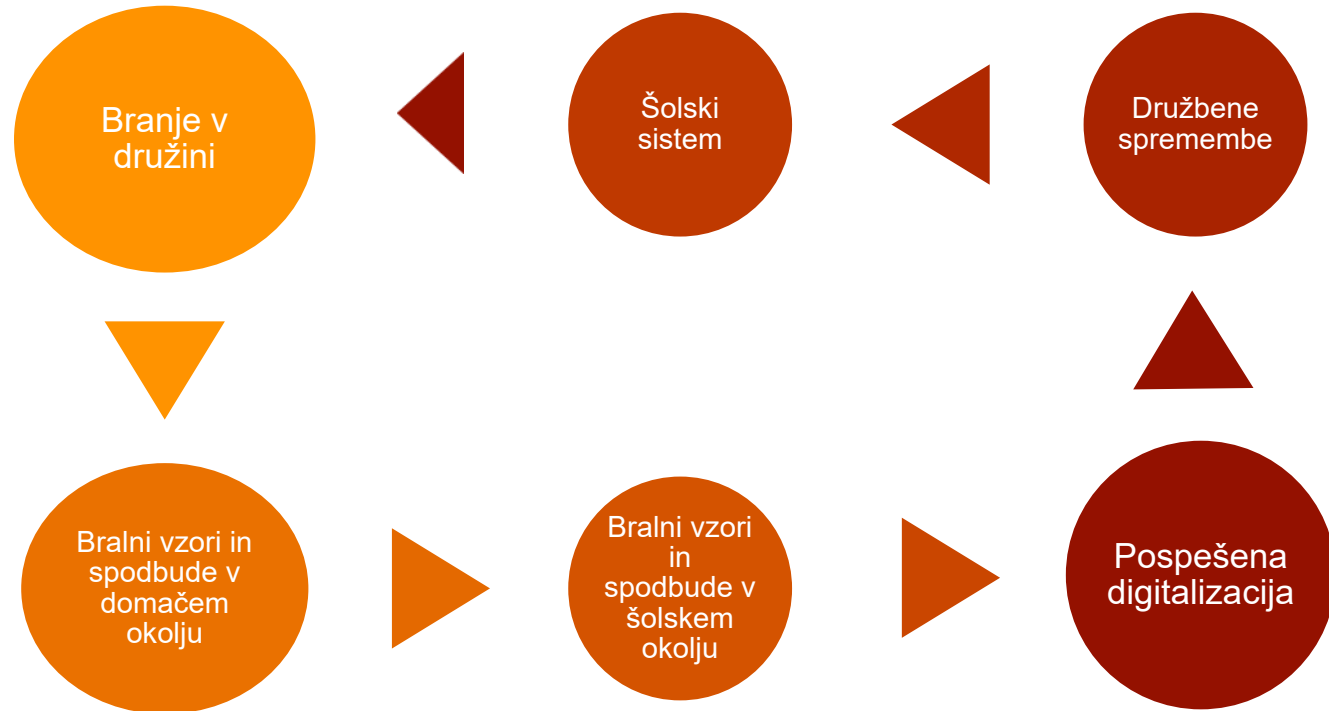 Branje v
družini
Šolski
sistem
Družbene
spremembe
Bralni vzori in
spodbude v
domačem
okolju
Bralni vzori
in
spodbude v
šolskem
okolju
Pospešena
digitalizacija